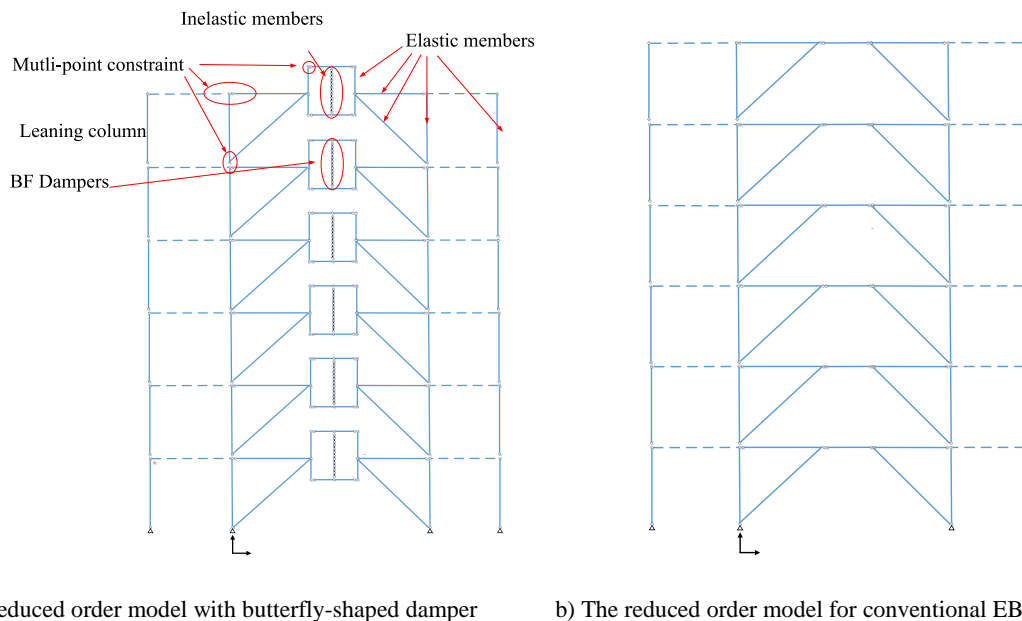 Inelastic members
Elastic members
Mutli-point constraint
Leaning column
BF Dampers
educed order model with butterfly-shaped damper
b) The reduced order model for conventional EB